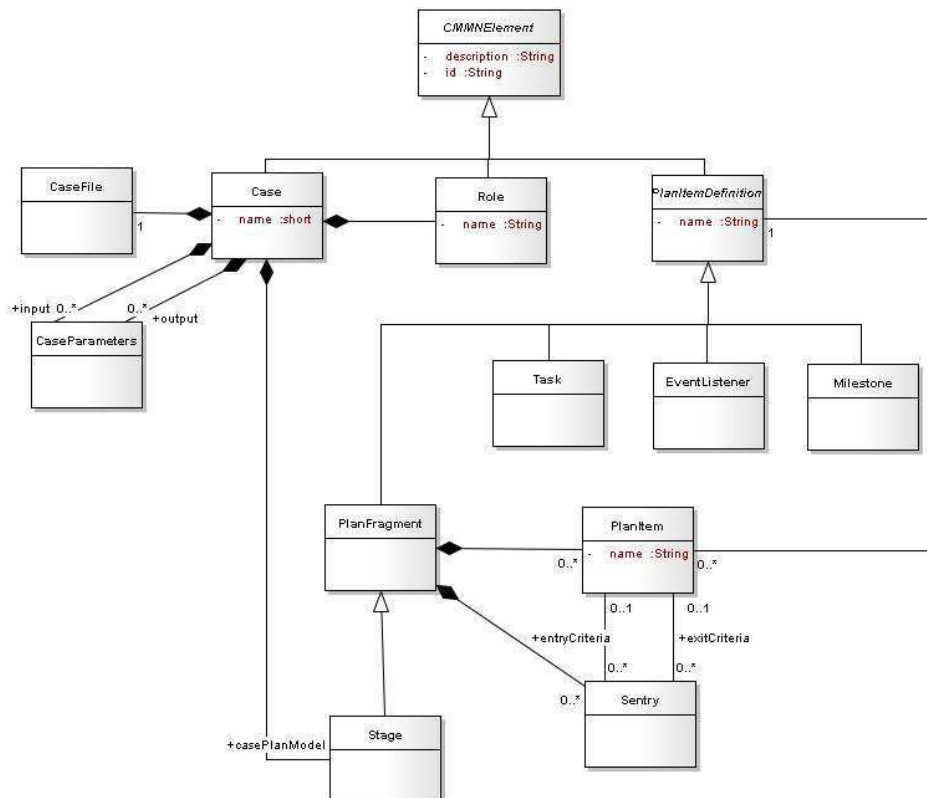 CMMNElement
- description :String
- id :String
CaseFile
Case
- name :short
Role
- name :String
PlanItemDefinition
- name :String
1
1
+input 0..*
0..*
+output
CaseParameters
Task
EventListener
Milestone
PlanFragment
PlanItem
- name :String
0..*
0..*
0..1
0..1
+entryCriteria
+exitCriteria
0..*
0..*
0..*
Sentry
Stage
+casePlanModel